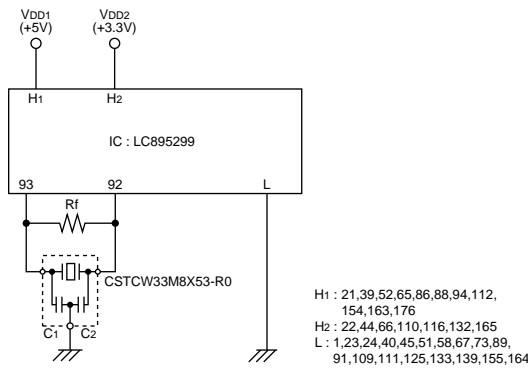 VDD1
(+5V)
VDD2
(+3.3V)
H1
H2
IC : LC895299
93
92
L
Rf
CSTCW33M8X53-R0
C1
C2
H1 : 21,39,52,65,86,88,94,112,
154,163,176
H2 : 22,44,66,110,116,132,165
L : 1,23,24,40,45,51,58,67,73,89,
91,109,111,125,133,139,155,164